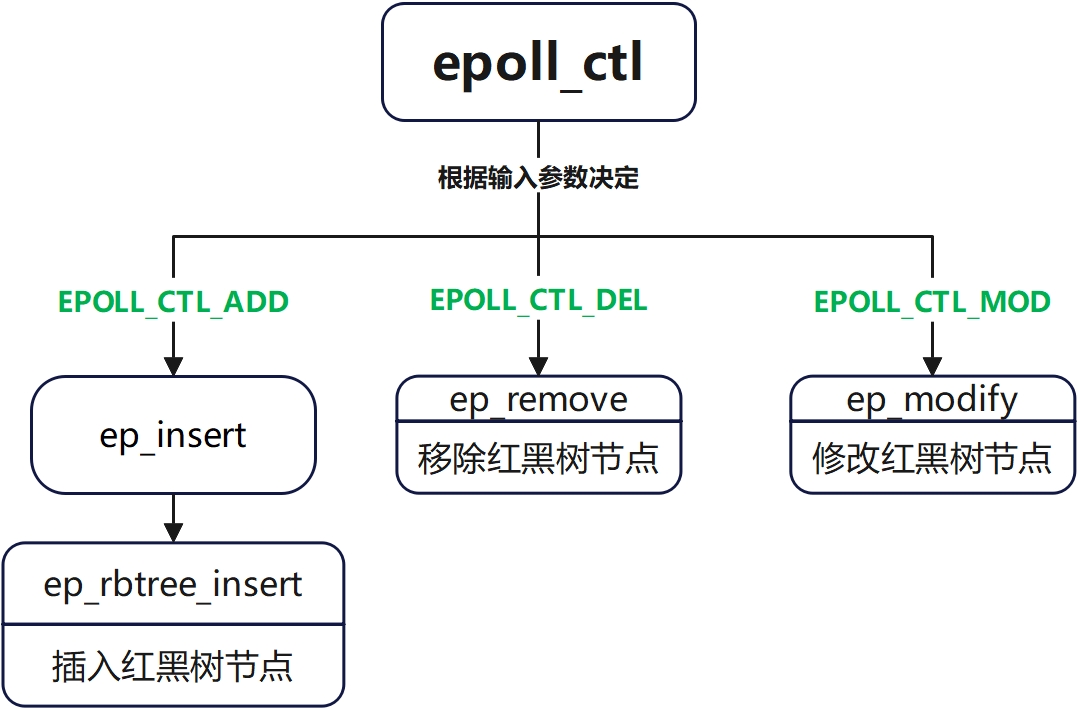 epoll_ctl
根据输入参数决定
EPOLL_CTL_ADD
EPOLL_CTL_DEL
EPOLL_CTL_MOD
ep_insert
ep_remove
移除红黑树节点
ep_modify
修改红黑树节点
ep_rbtree_insert
插入红黑树节点